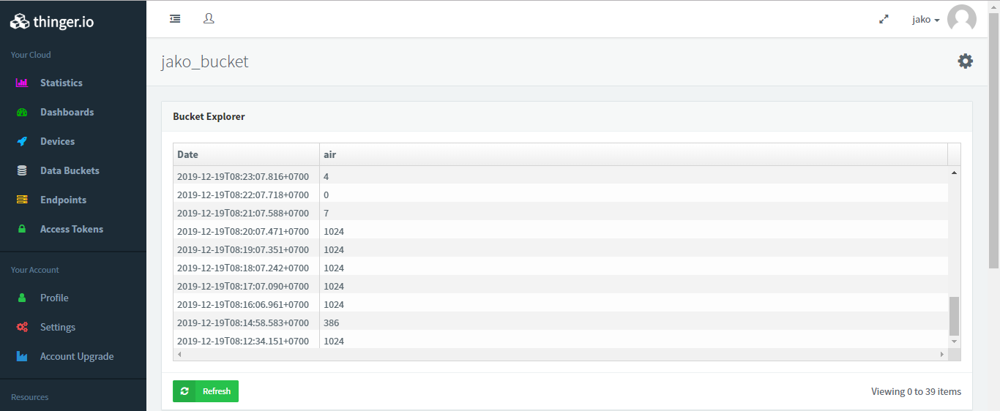 thinger.io
jako
Your Cloud
Statistics
Dashboards
Devices
Data Buckets
Endpoints
Access Tokens
Your Account
Profile
Settings
Account Upgrade
Resources
jako_bucket
Bucket Explorer
Date air
2019-12-19T08:23:07.816+0700 4
2019-12-19T08:22:07.718+0700 0
2019-12-19T08:21:07.588+0700 7
2019-12-19T08:20:07.471+0700 1024
2019-12-19T08:19:07.351+0700 1024
2019-12-19T08:18:07.242+0700 1024
2019-12-19T08:17:07.090+0700 1024
2019-12-19T08:16:06.961+0700 1024
2019-12-19T08:14:58.583+0700 386
2019-12-19T08:12:34.151+0700 1024
Refresh
Viewing 0 to 39 items